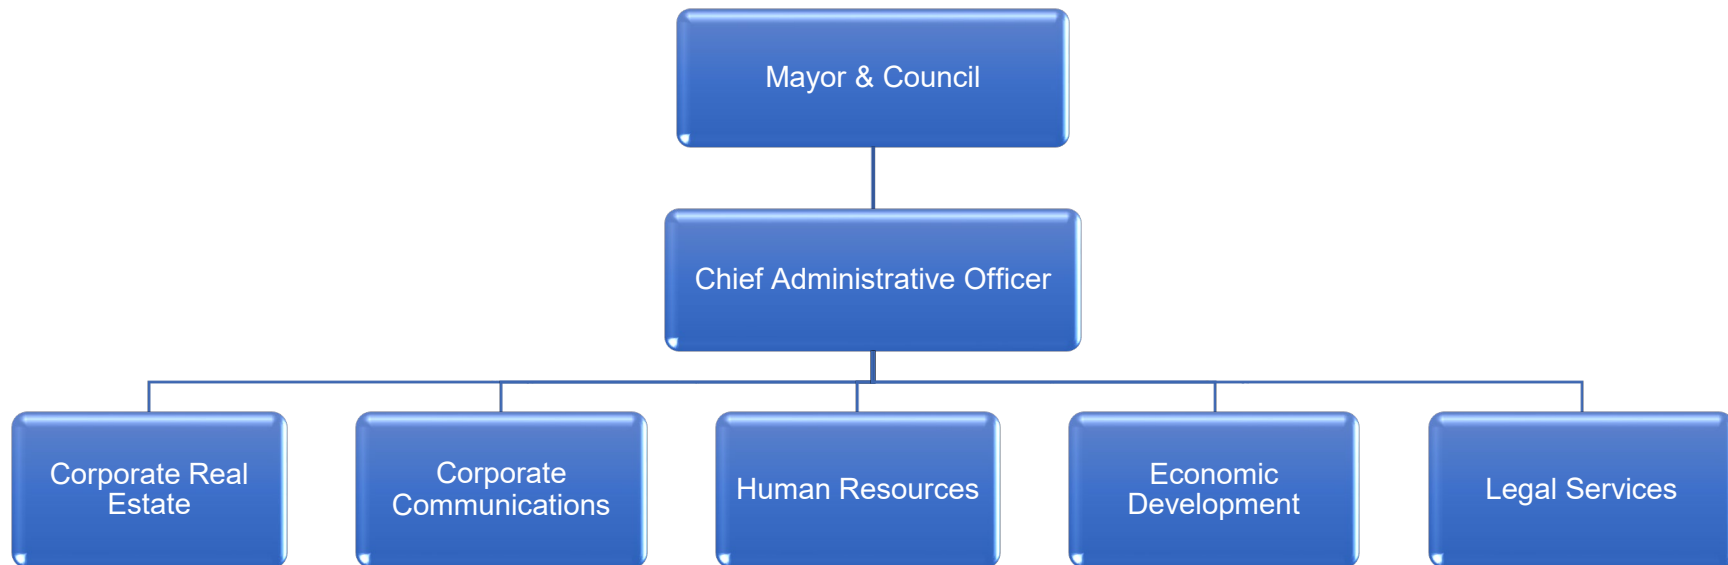 Mayor & Council
Chief Administrative Officer
Corporate Real
Estate
Corporate
Communications
Human Resources
Economic
Development
Legal Services